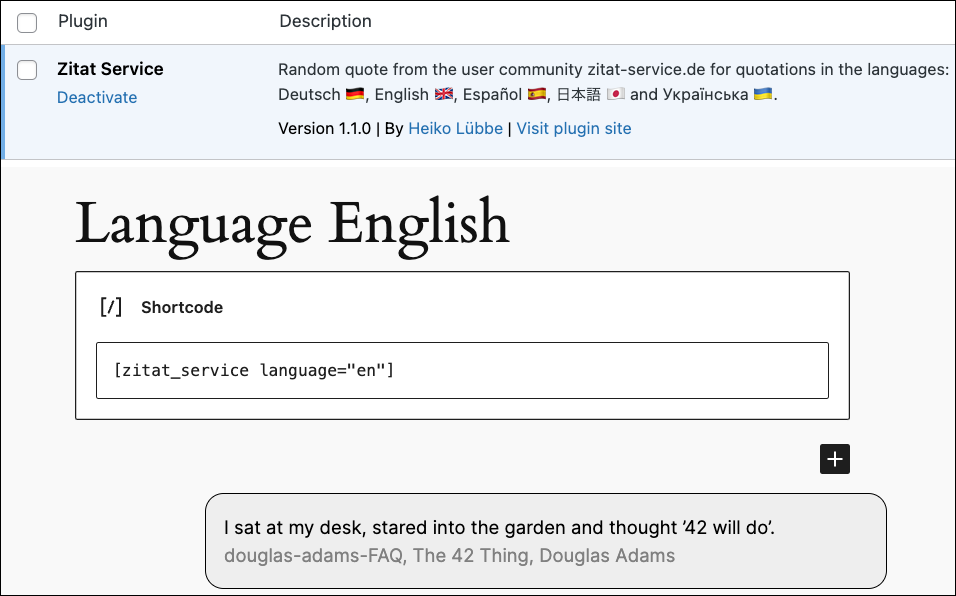 Plugin Description
Zitat Service Random quote from the user community zitat-service.de for quotations in the languages:
Deactivate Deutsch 🇩🇪, English 🇬🇧, Español 🇪🇸, 日本語 🇯🇵 and Українська 🇺🇦.
Version 1.1.0 | By Heiko Lübbe | Visit plugin site
Language English
[/] Shortcode
[zitat_service language="en"]
I sat at my desk, stared into the garden and thought ’42 will do’.
douglas-adams-FAQ, The 42 Thing, Douglas Adams